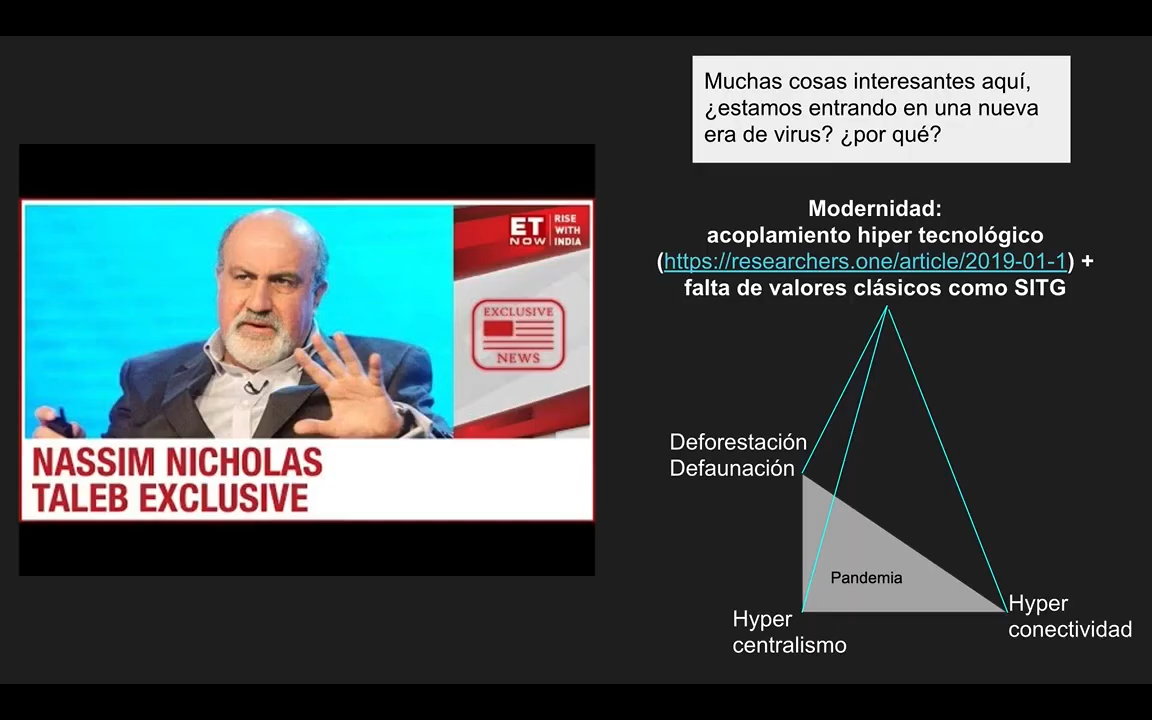 Muchas cosas interesantes aquí,
¿estamos entrando en una nueva
era de virus? ¿por qué?
ET
NOW
RISE
WITH
INDIA
EXCLUSIVE
NEWS
NASSIM NICHOLAS
TALEB EXCLUSIVE
Modernidad:
acoplamiento hiper tecnológico
(https://researchers.one/article/2019-01-1) +
falta de valores clásicos como SITG
Deforestación
Defaunación
Pandemia
Hyper
centralismo
Hyper
conectividad